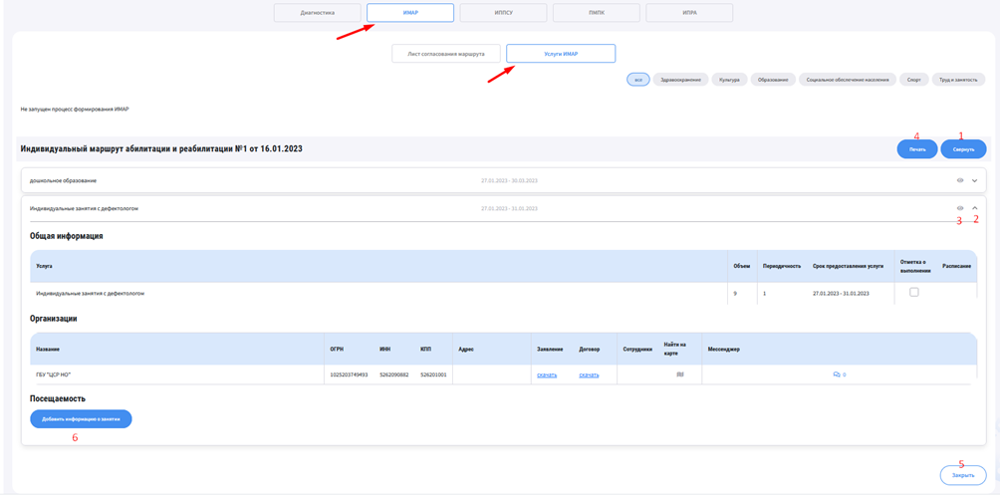 Диагностика ИМАР ИППСУ ПМПК ИПРА
Лист согласования маршрута Услуги ИМАР
все Здравоохранение Культура Образование Социальное обеспечение населения Спорт Труд и занятость
Не запущен процесс формирования ИМАР
4 1
Индивидуальный маршрут абилитации и реабилитации №1 от 16.01.2023 Печать Свернуть
дошкольное образование 27.01.2023 - 30.03.2023
Индивидуальные занятия с дефектологом 27.01.2023 - 31.01.2023
3 2
Общая информация
Услуга Объем Периодичность Срок предоставления услуги Отметка о выполнении Расписание
Индивидуальные занятия с дефектологом 9 1 27.01.2023 - 31.01.2023
Организации
Название ОГРН ИНН КПП Адрес Заявление Договор Сотрудники Найти на карте Мессенджер
ГБУ "ЦСР НО" 1025203749493 5262090882 526201001 скачать скачать 0
Посещаемость
Добавить информацию о занятии
6
5
Закрыть